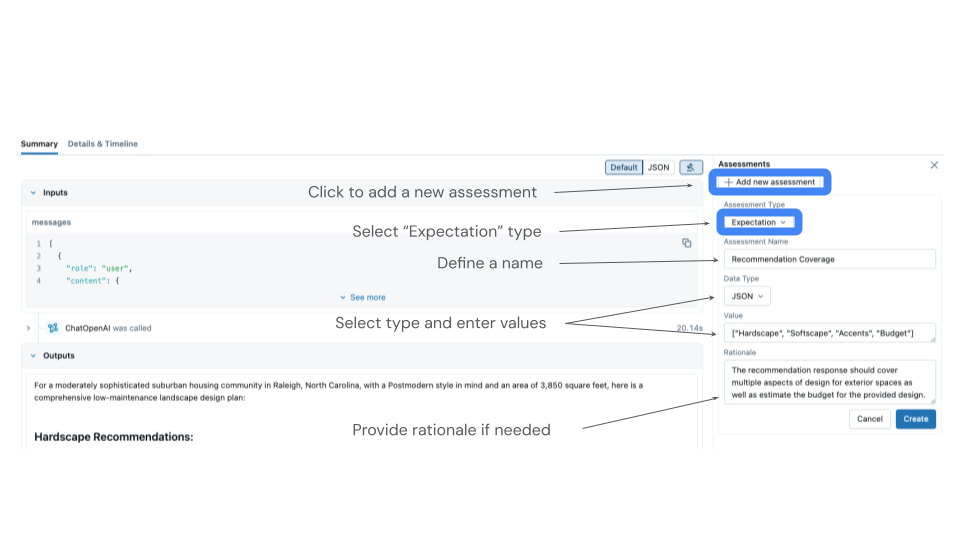 Summary Details & Timeline
Default JSON
Assessments
Add new assessment
Click to add a new assessment
Inputs
messages
1 [
2 {
3 "role": "user",
4 "content": {
See more
Assessment Type
Expectation
Select “Expectation” type
Assessment Name
Recommendation Coverage
Define a name
Data Type
JSON
Select type and enter values
Value
["Hardscape", "Softscape", "Accents", "Budget"]
ChatOpenAI was called
20.14s
Outputs
For a moderately sophisticated suburban housing community in Raleigh, North Carolina, with a Postmodern style in mind and an area of 3,850 square feet, here is a
comprehensive low-maintenance landscape design plan:
Hardscape Recommendations:
Rationale
The recommendation response should cover
multiple aspects of design for exterior spaces as
well as estimate the budget for the provided design.
Provide rationale if needed
Cancel Create